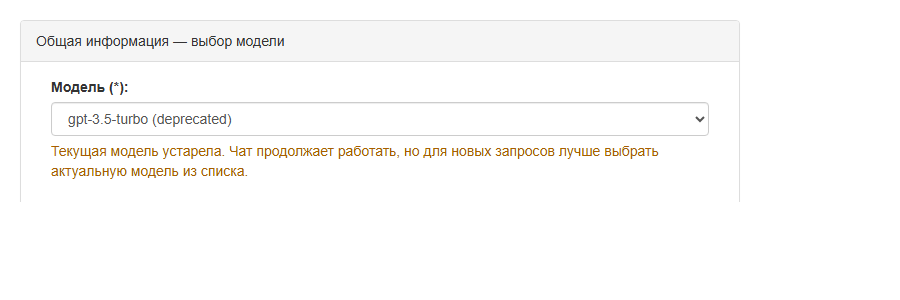 Общая информация — выбор модели
Модель (*):
gpt-3.5-turbo (deprecated)
Текущая модель устарела. Чат продолжает работать, но для новых запросов лучше выбрать
актуальную модель из списка.